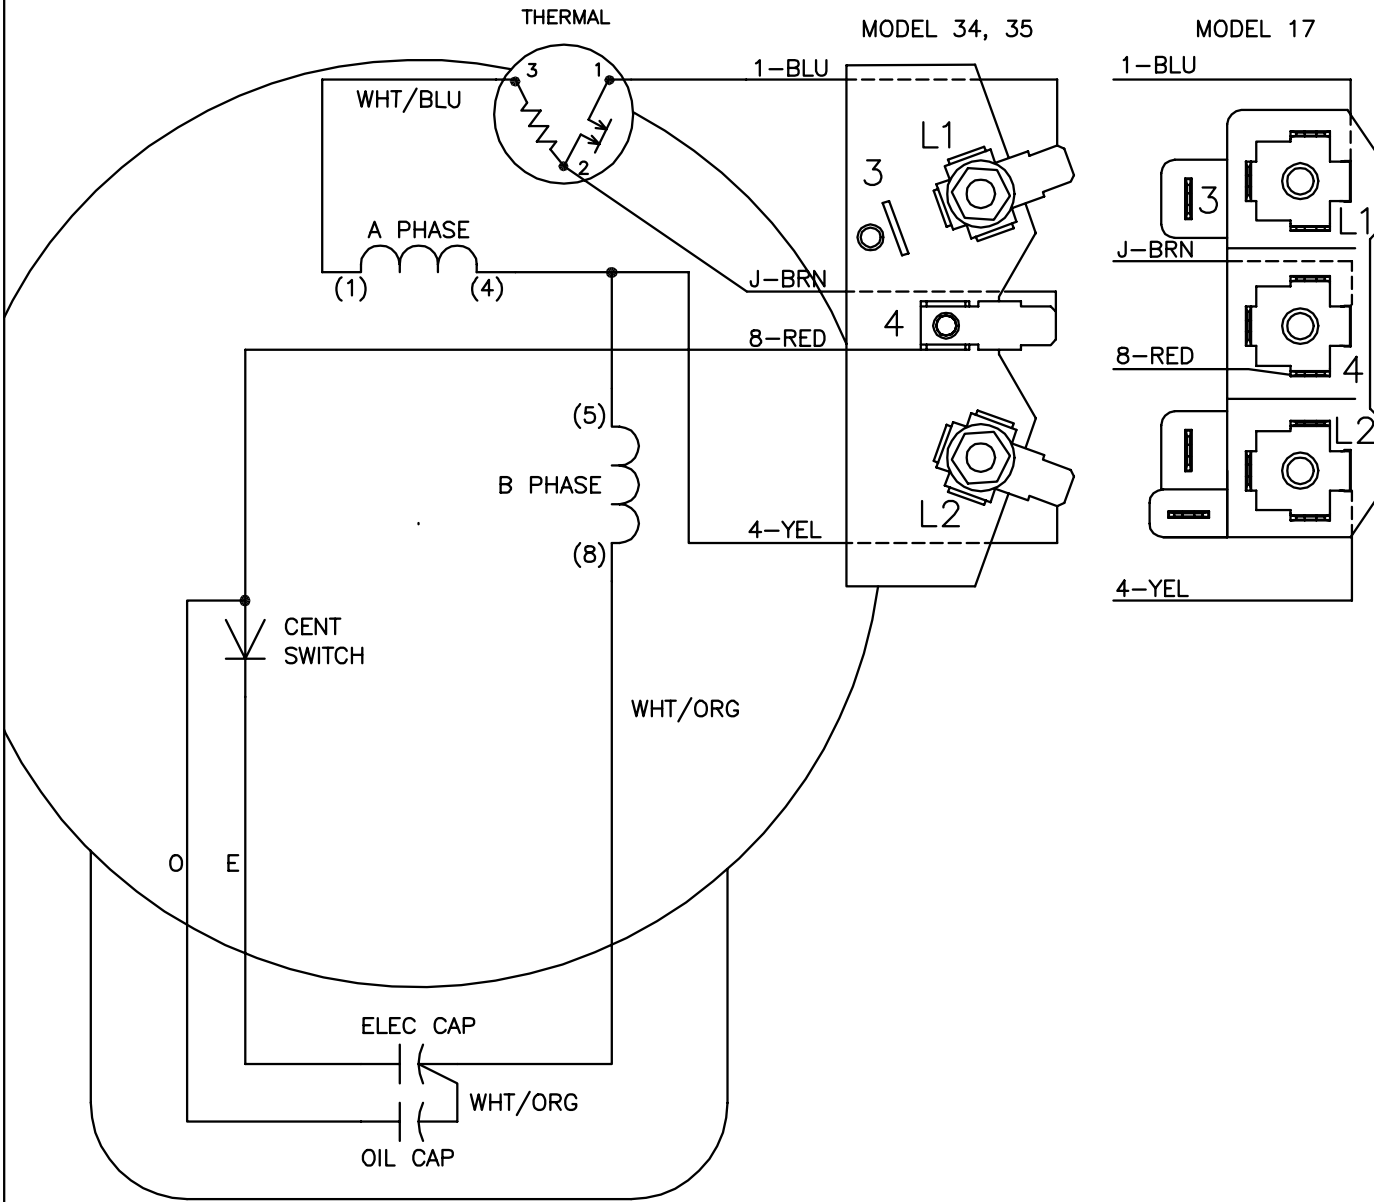 THERMAL
MODEL 34, 35
MODEL 17
3
1
2
1-BLU
1-BLU
WHT/BLU
L1
3
3
L1
A PHASE
(1)
(4)
J-BRN
J-BRN
4
8-RED
8-RED
4
(5)
L2
B PHASE
L2
4-YEL
(8)
4-YEL
CENT
SWITCH
WHT/ORG
O
E
ELEC CAP
WHT/ORG
OIL CAP